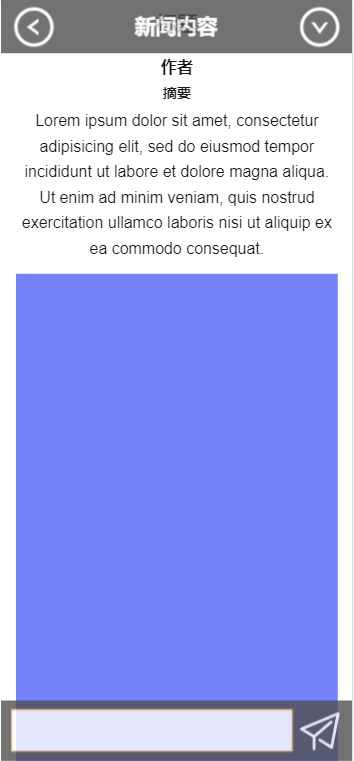 新闻内容
作者
摘要
Lorem ipsum dolor sit amet, consectetur
adipisicing elit, sed do eiusmod tempor
incididunt ut labore et dolore magna aliqua.
Ut enim ad minim veniam, quis nostrud
exercitation ullamco laboris nisi ut aliquip ex
ea commodo consequat.